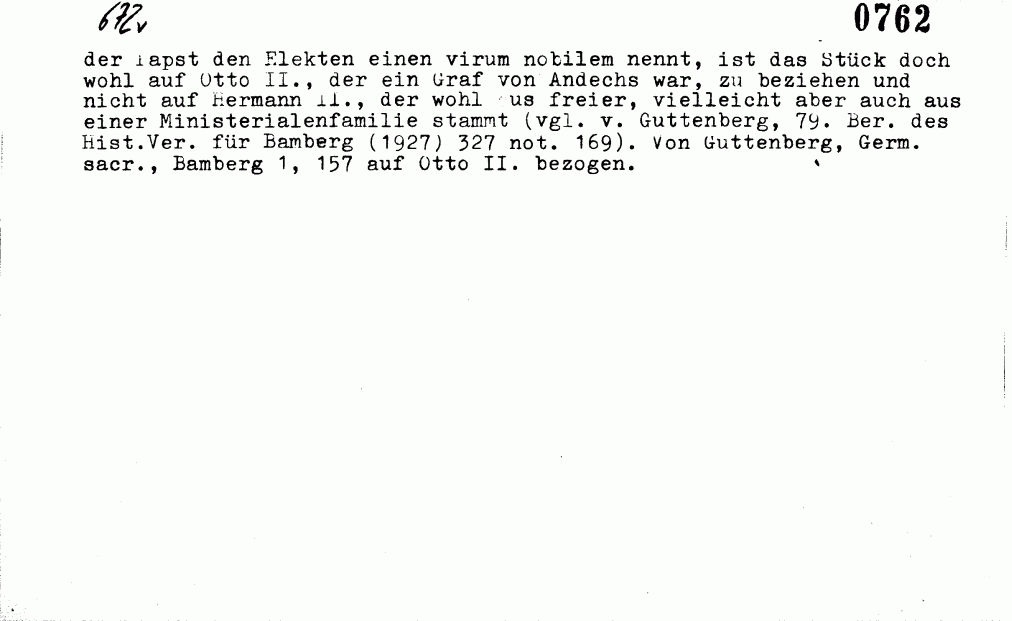 672v 0762
der Papst den Elekten einen virum nobilem nennt, ist das Stück doch
wohl auf Otto II., der ein Graf von Andechs war, zu beziehen und
nicht auf Hermann II., der wohl aus freier, vielleicht aber auch aus
einer Ministerialenfamilie stammt (vgl. v. Guttenberg, 79. Ber. des
Hist.Ver. für Bamberg (1927) 327 not. 169). Von Guttenberg, Germ.
sacr., Bamberg 1, 157 auf Otto II. bezogen.